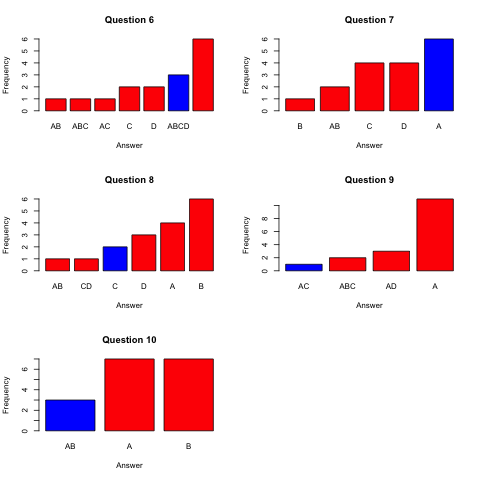 Question 6
Frequency
0 1 2 3 4 5 6
AB ABC AC C D ABCD
Answer
Question 7
Frequency
0 1 2 3 4 5 6
B AB C D A
Answer
Question 8
Frequency
0 1 2 3 4 5 6
AB CD C D A B
Answer
Question 9
Frequency
0 2 4 6 8
AC ABC AD A
Answer
Question 10
Frequency
0 2 4 6
AB A B
Answer